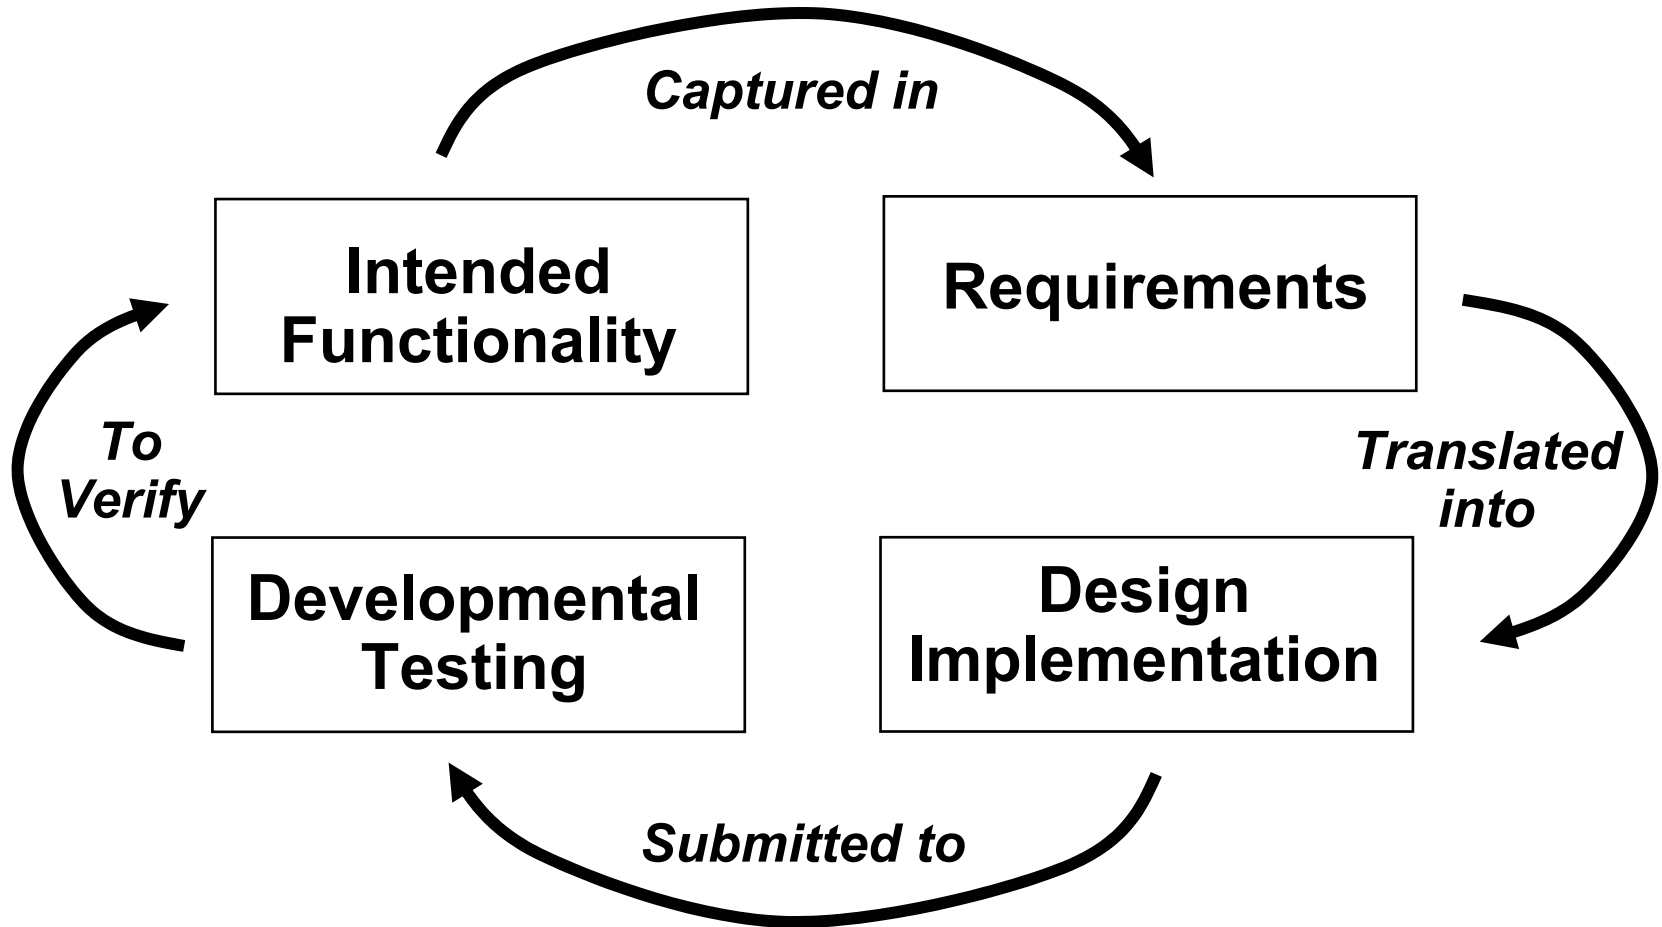 Captured in
Intended
Functionality
Requirements
To
Verify
Translated
into
Developmental
Testing
Design
Implementation
Submitted to